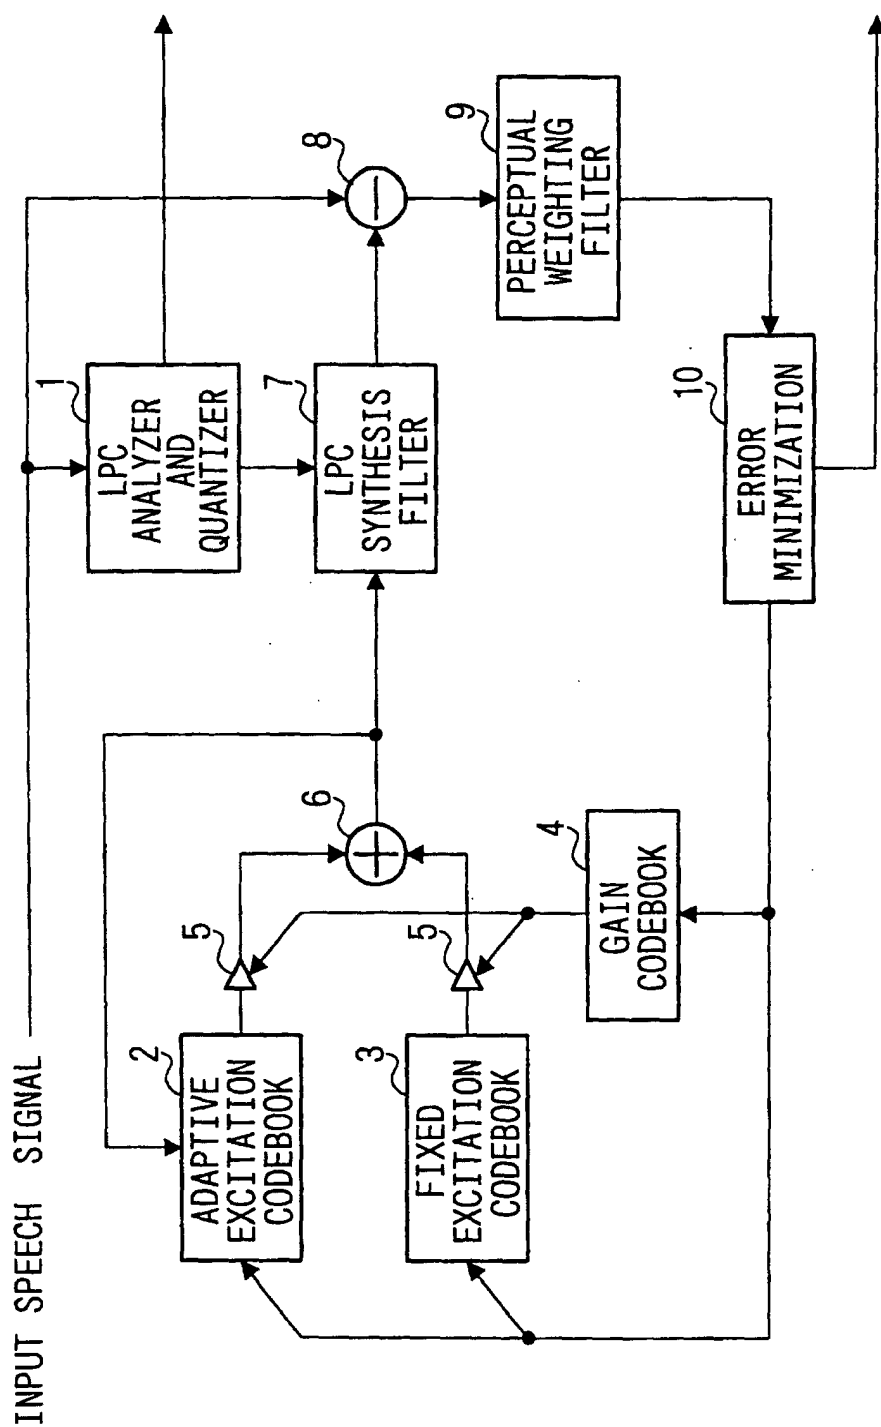 INPUT SPEECH SIGNAL
1
LPC
ANALYZER
AND
QUANTIZER
2
ADAPTIVE
EXCITATION
CODEBOOK
5
6
7
LPC
SYNTHESIS
FILTER
8
3
FIXED
EXCITATION
CODEBOOK
5
9
PERCEPTUAL
WEIGHTING
FILTER
4
GAIN
CODEBOOK
10
ERROR
MINIMIZATION